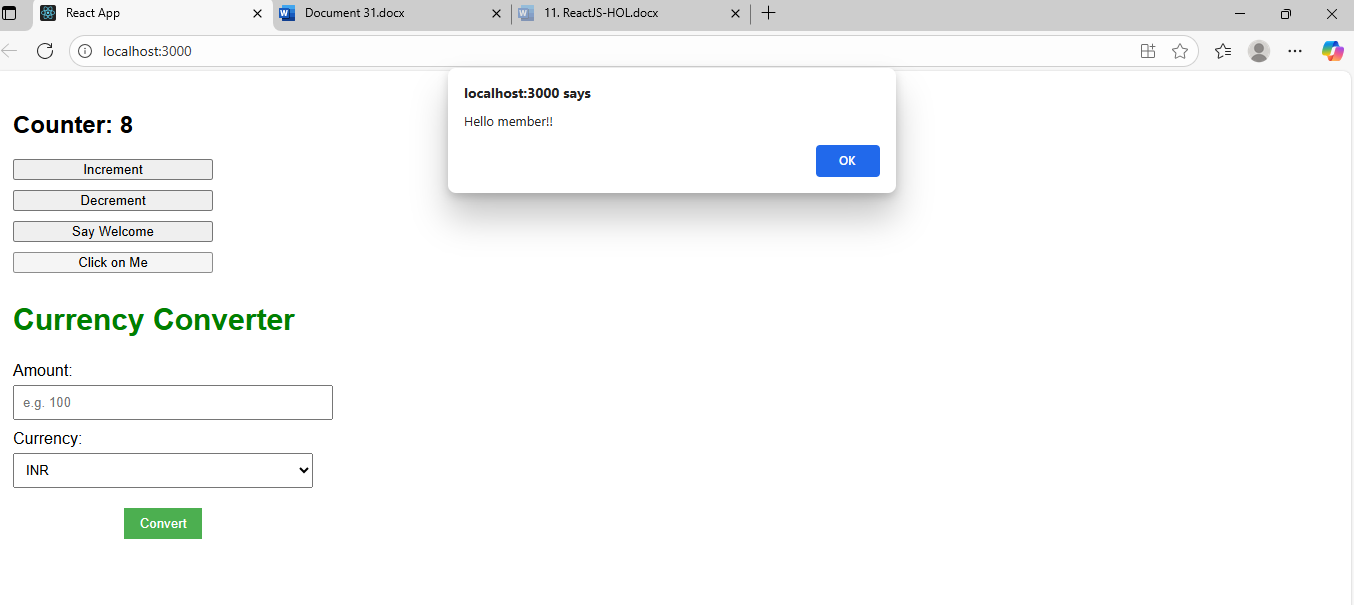 React App
Document 31.docx
11. ReactJS-HOL.docx
localhost:3000
localhost:3000 says
Hello member!!
OK
Counter: 8
Increment
Decrement
Say Welcome
Click on Me
Currency Converter
Amount:
e.g. 100
Currency:
INR
Convert